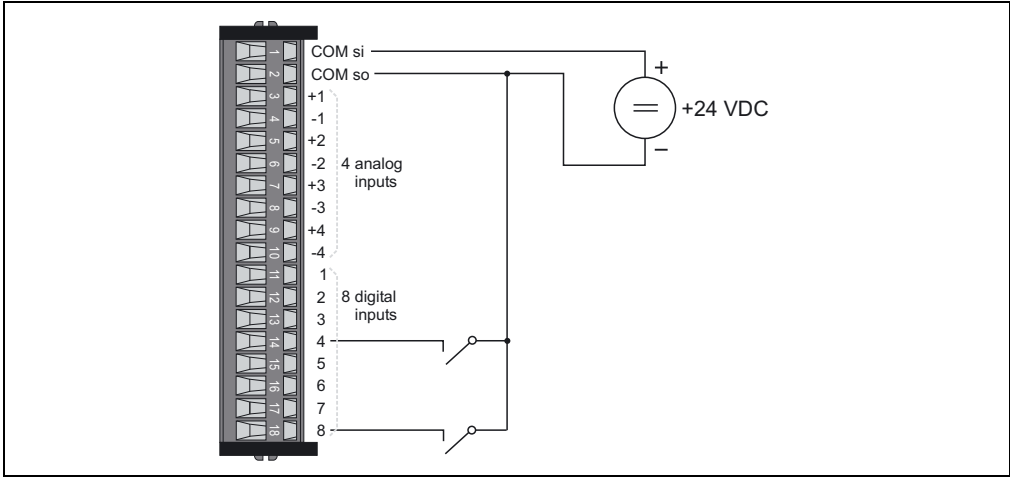 1 COM si
2 COM so
3 +1
4 -1
5 +2
6 -2
7 +3
8 -3
9 +4
10 -4
4 analog
inputs
11 1
12 2
13 3
14 4
15 5
16 6
17 7
18 8
8 digital
inputs
+
+24 VDC
−